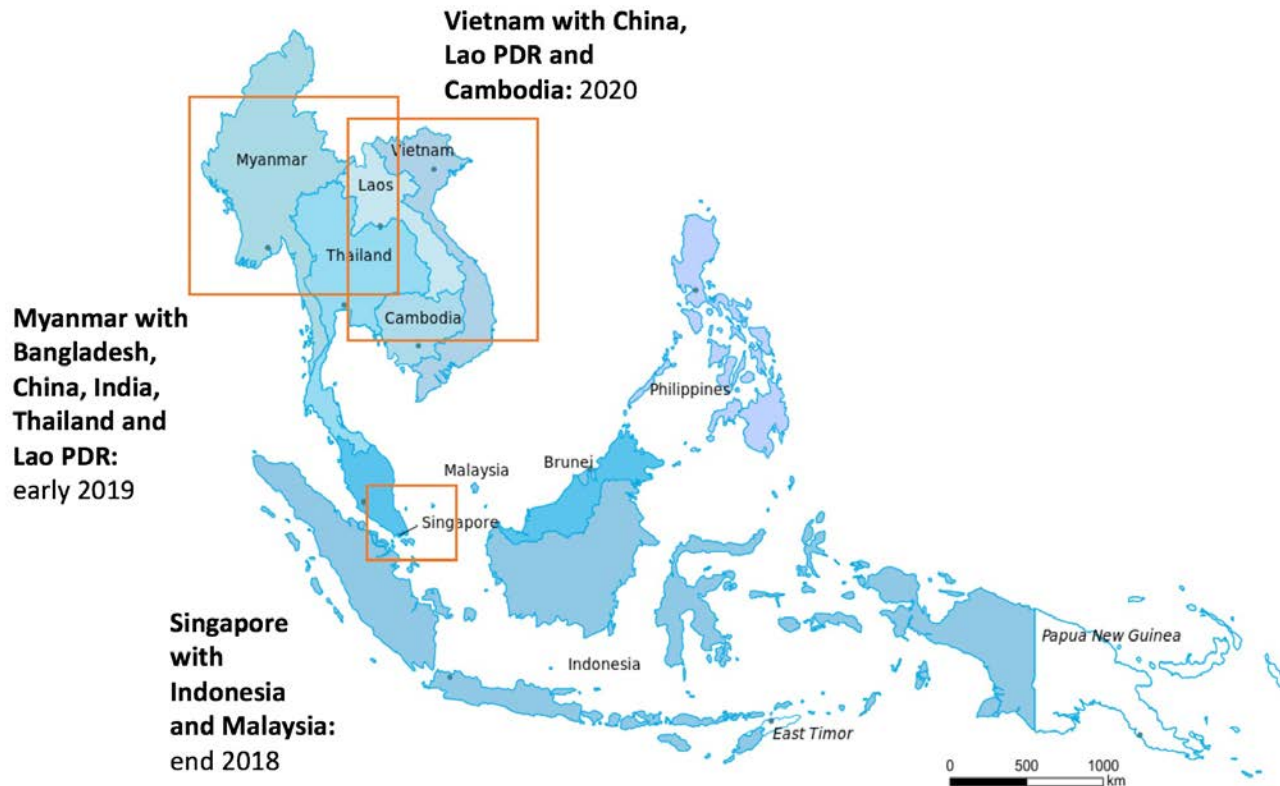 Vietnam with China,
Lao PDR and
Cambodia: 2020
Myanmar
Vietnam
Laos
Thailand
Cambodia
Myanmar with
Bangladesh,
China, India,
Thailand and
Lao PDR:
early 2019
Philippines
Malaysia
Brunei
Singapore
Singapore
with
Indonesia
and Malaysia:
end 2018
Indonesia
Papua New Guinea
East Timor
0 500 1000
km